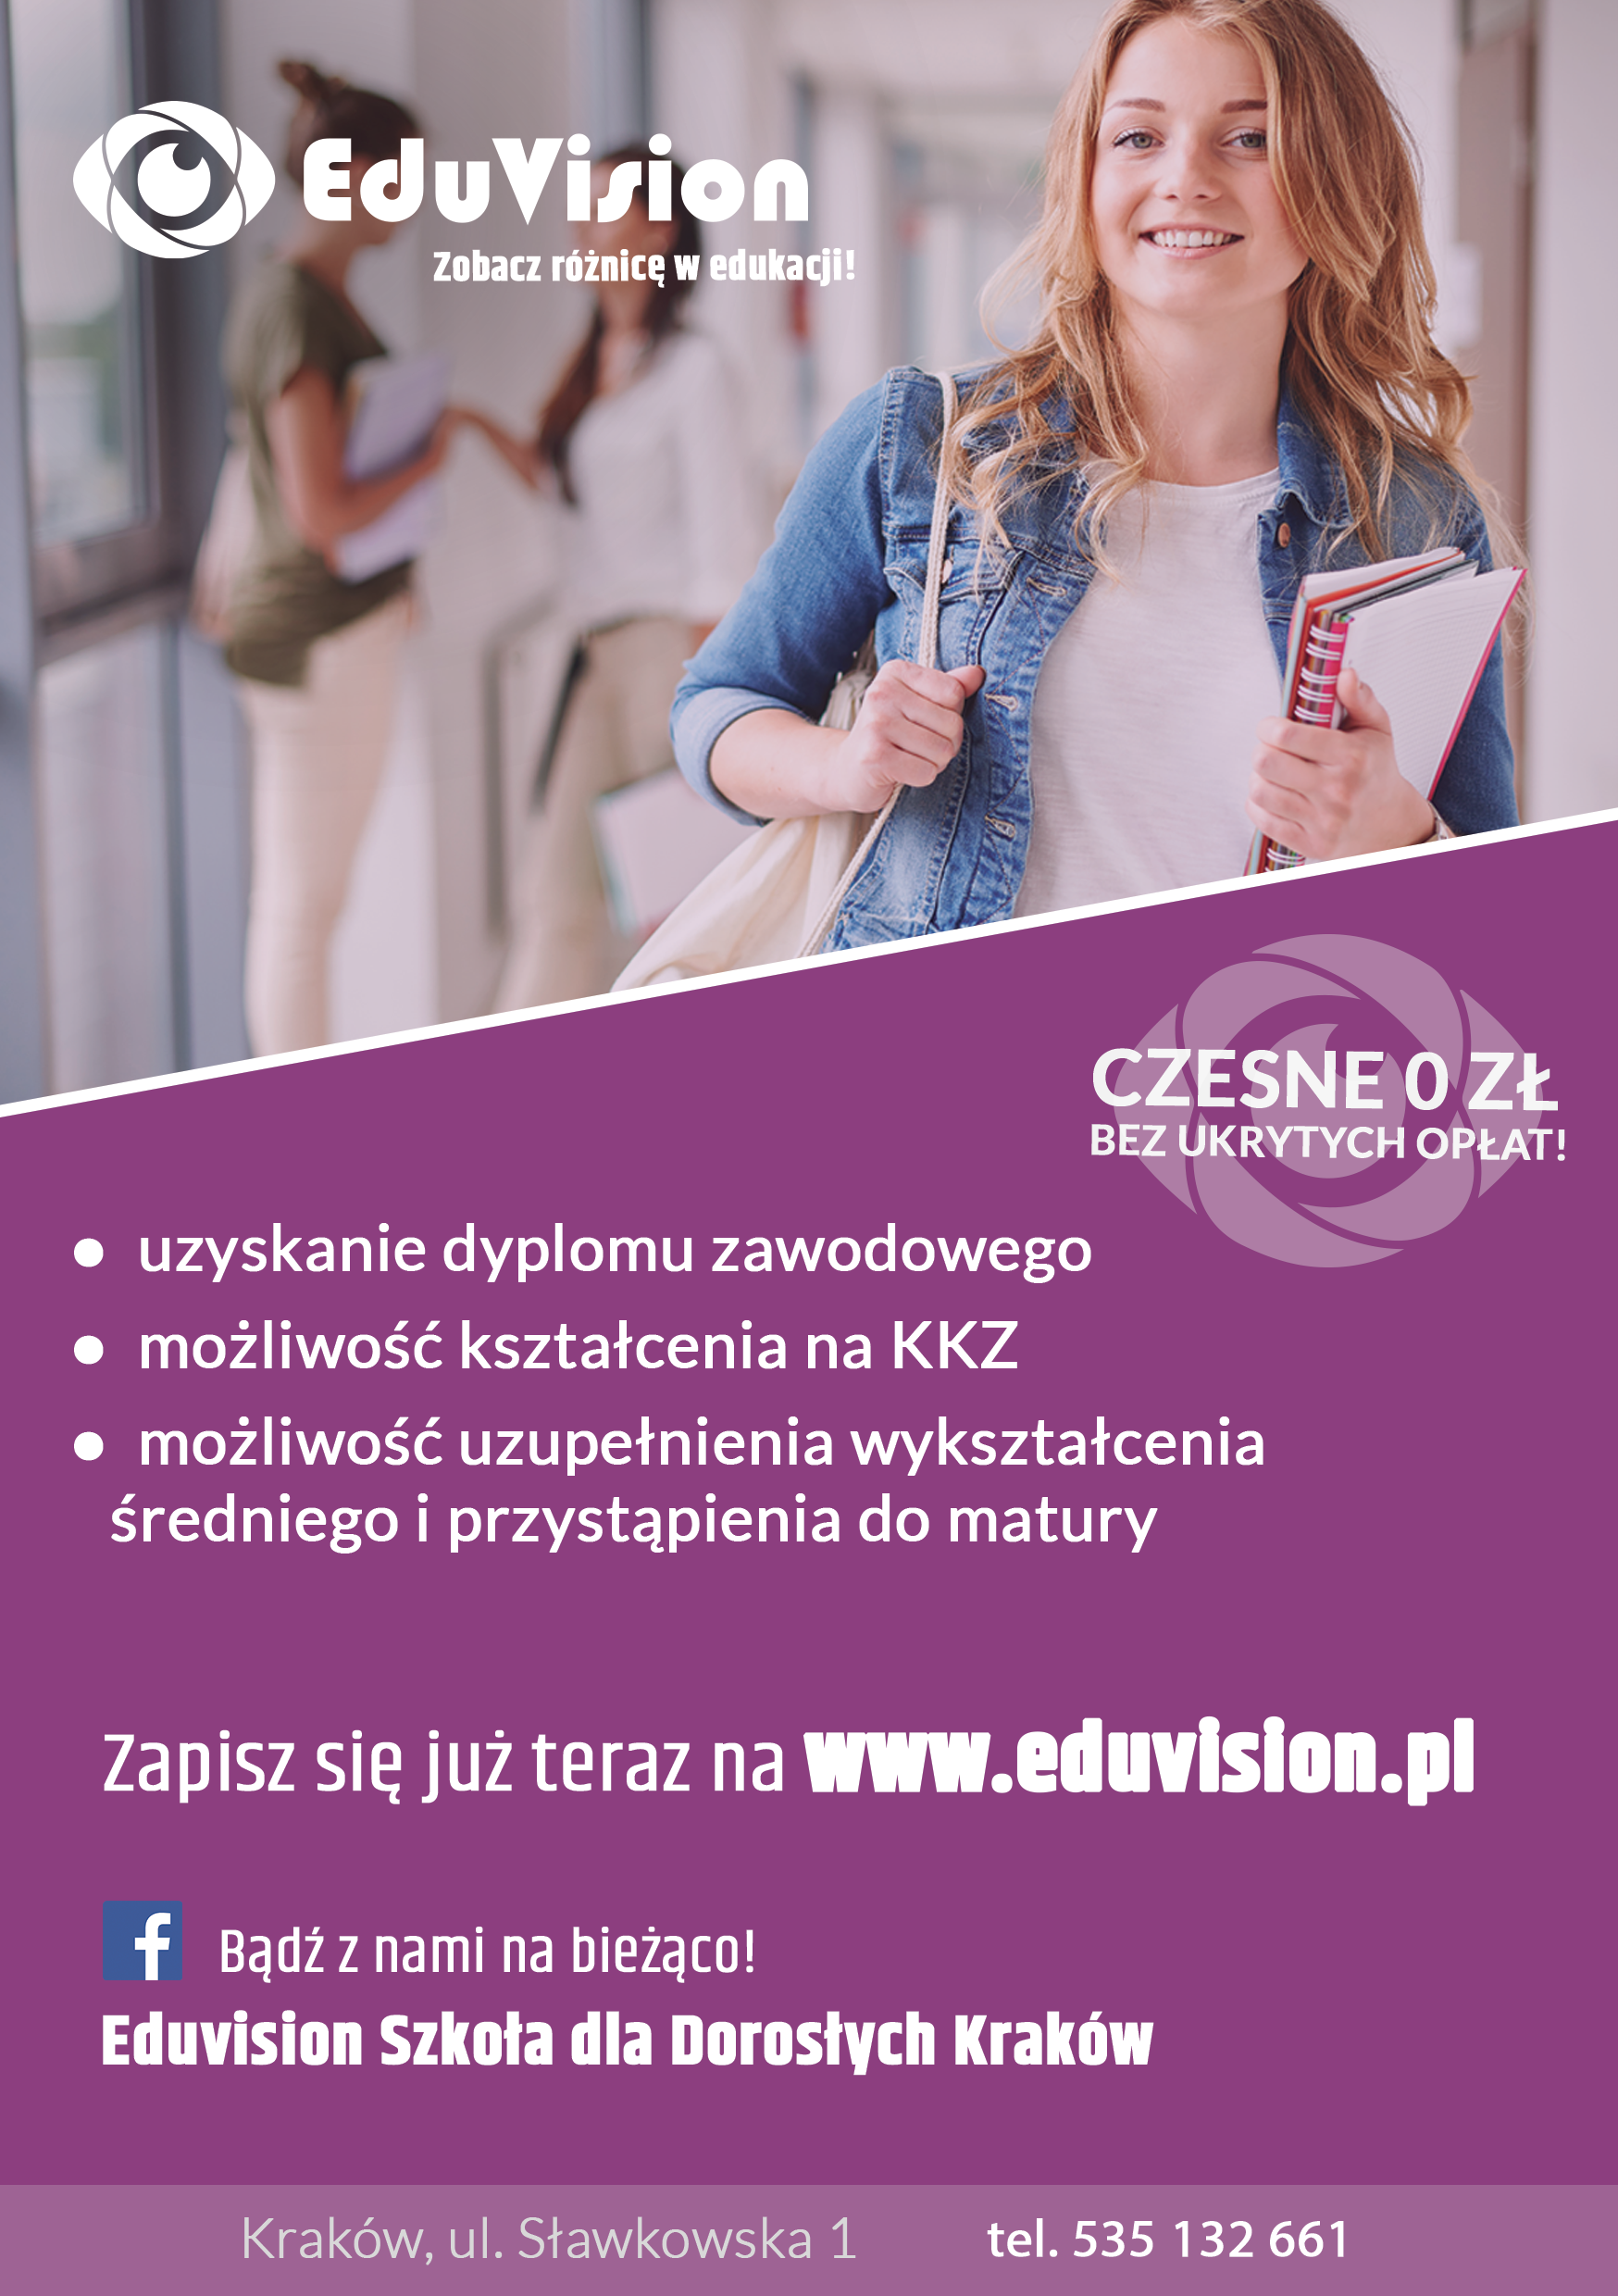 EduVision
Zobacz różnicę w edukacji!
CZESNE 0 ZŁ
BEZ UKRYTYCH OPŁAT!
• uzyskanie dyplomu zawodowego
• możliwość kształcenia na KKZ
• możliwość uzupełnienia wykształcenia
średniego i przystąpienia do matury
Zapisz się już teraz na www.eduvision.pl
f Bądź z nami na bieżąco!
Eduvision Szkoła dla Dorosłych Kraków
Kraków, ul. Sławkowska 1 tel. 535 132 661